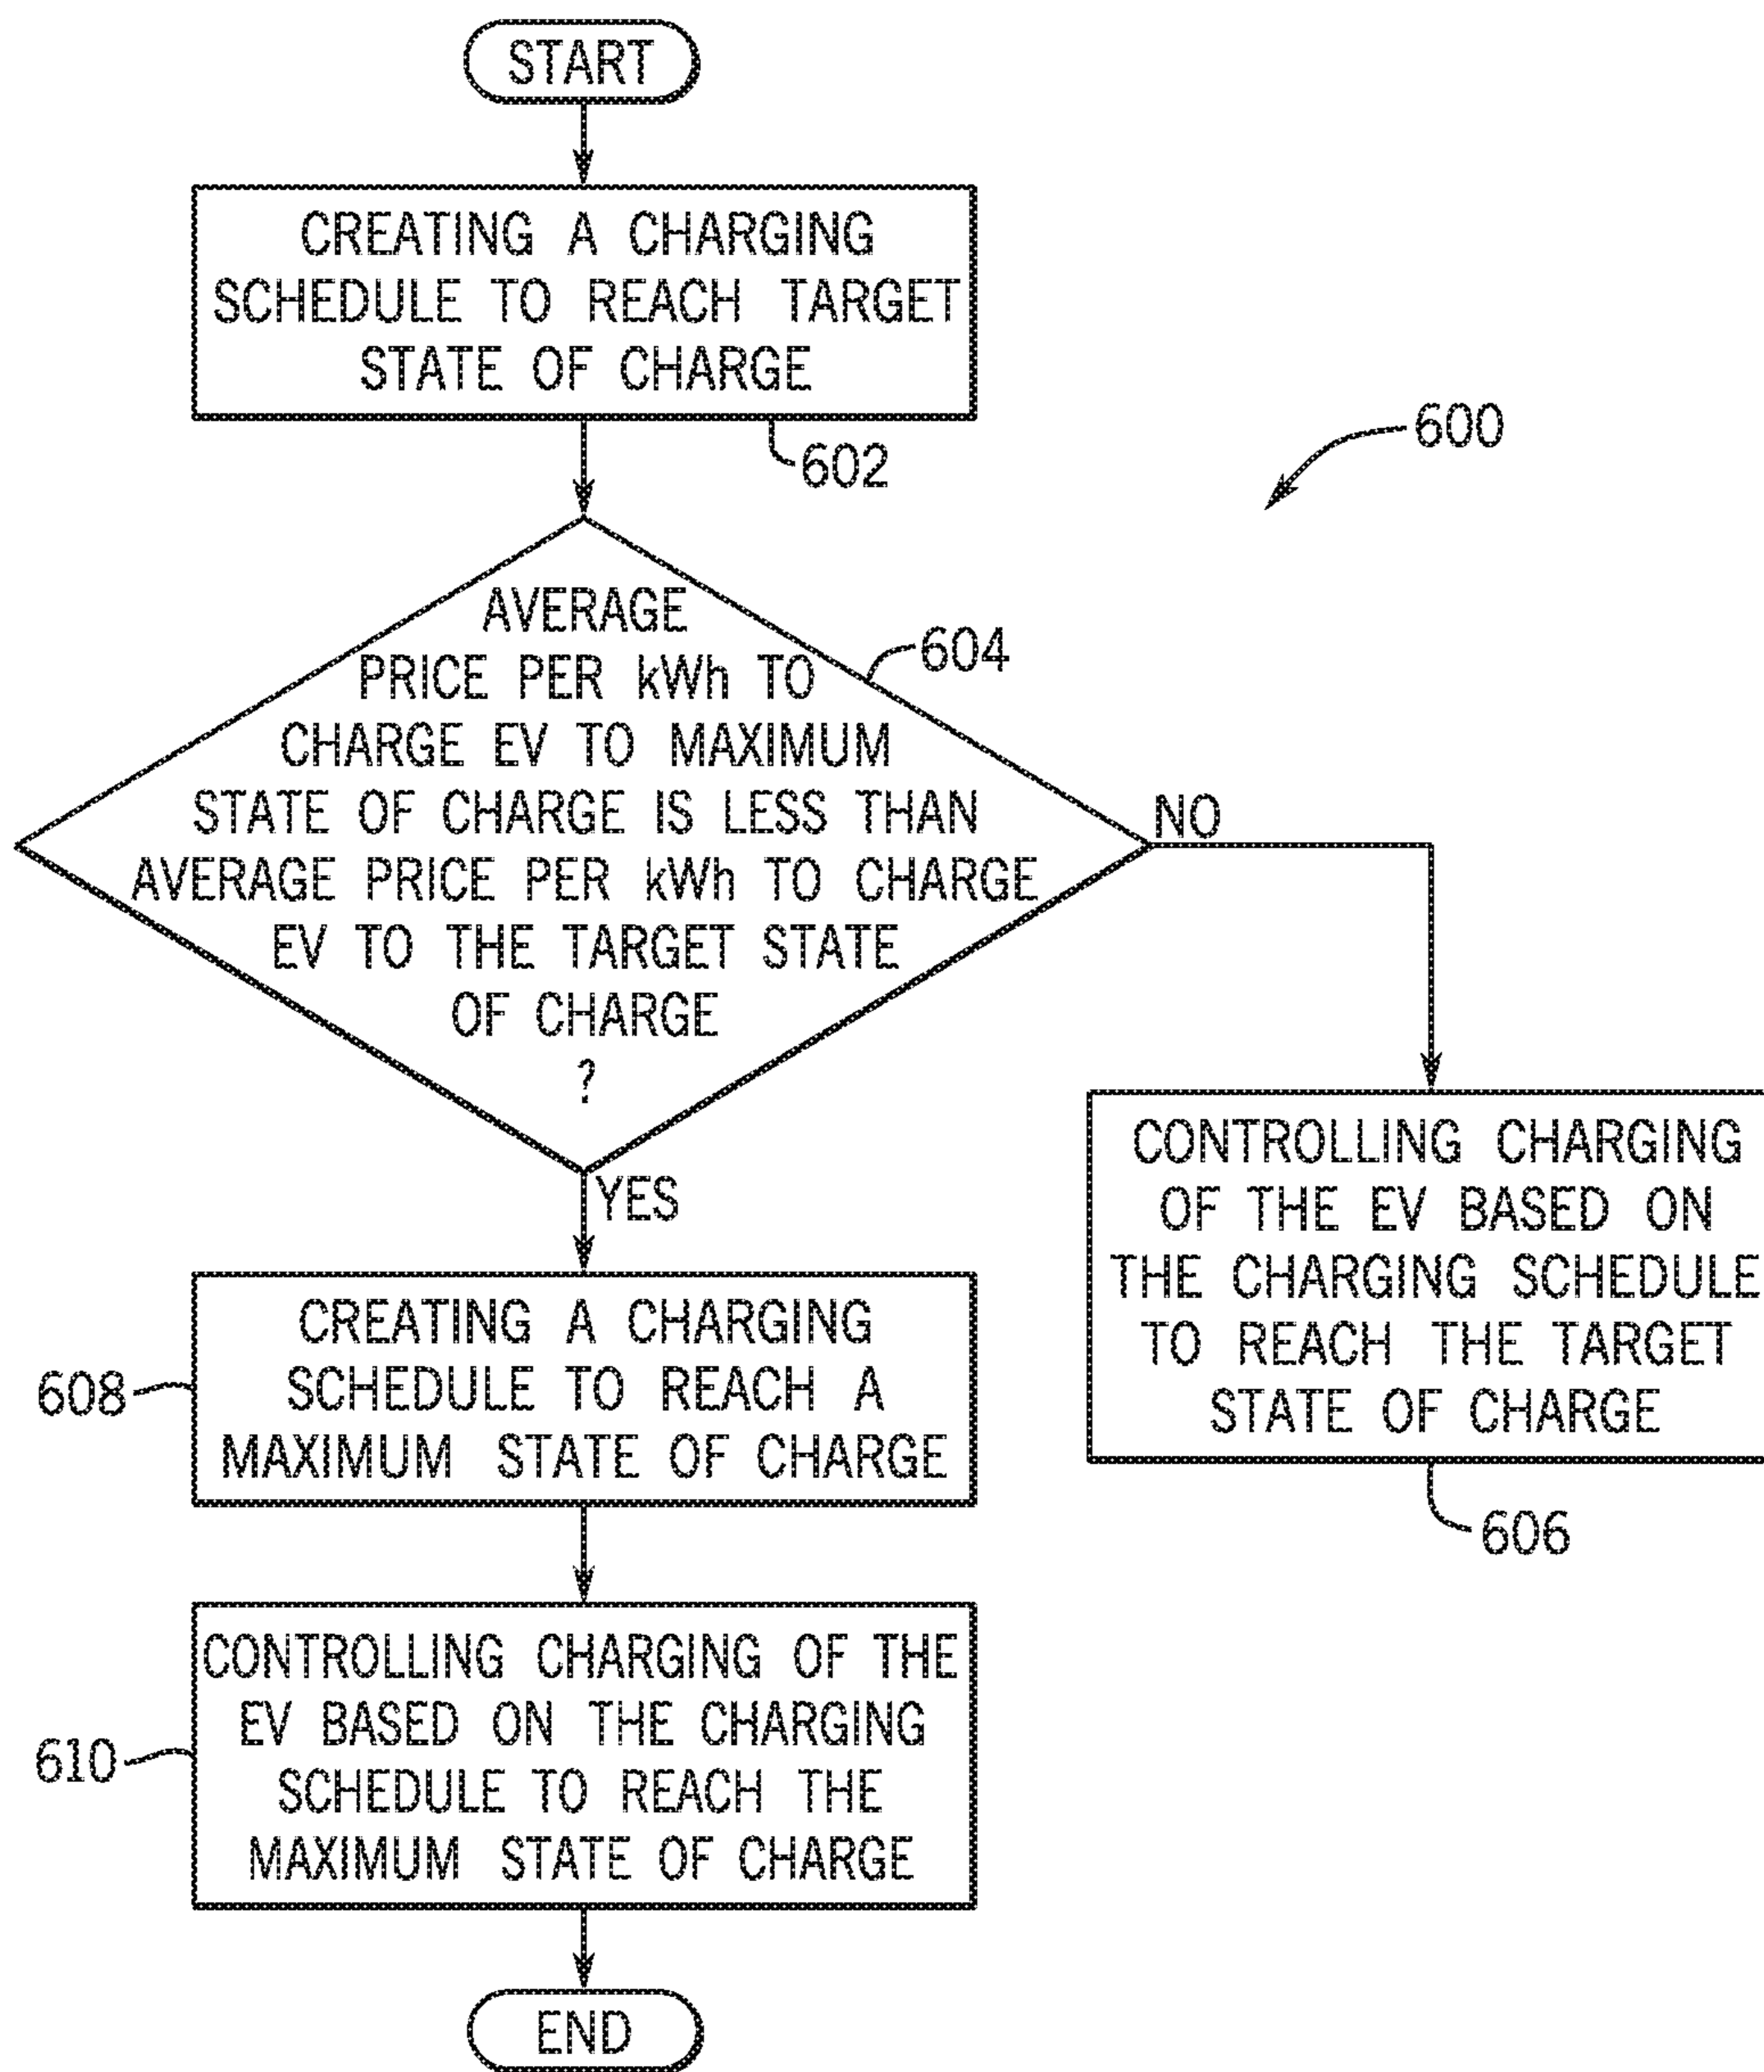 START
CREATING A CHARGING
SCHEDULE TO REACH TARGET
STATE OF CHARGE
602
600
AVERAGE
PRICE PER kWh TO
CHARGE EV TO MAXIMUM
STATE OF CHARGE IS LESS THAN
AVERAGE PRICE PER kWh TO CHARGE
EV TO THE TARGET STATE
OF CHARGE
?
604
NO
YES
CONTROLLING CHARGING
OF THE EV BASED ON
THE CHARGING SCHEDULE
TO REACH THE TARGET
STATE OF CHARGE
606
CREATING A CHARGING
SCHEDULE TO REACH A
MAXIMUM STATE OF CHARGE
608
CONTROLLING CHARGING OF THE
EV BASED ON THE CHARGING
SCHEDULE TO REACH THE
MAXIMUM STATE OF CHARGE
610
END